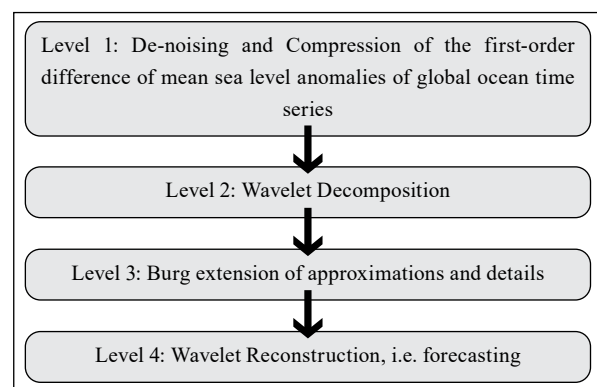 Level 1: De-noising and Compression of the first-order
difference of mean sea level anomalies of global ocean time
series
Level 2: Wavelet Decomposition
Level 3: Burg extension of approximations and details
Level 4: Wavelet Reconstruction, i.e. forecasting